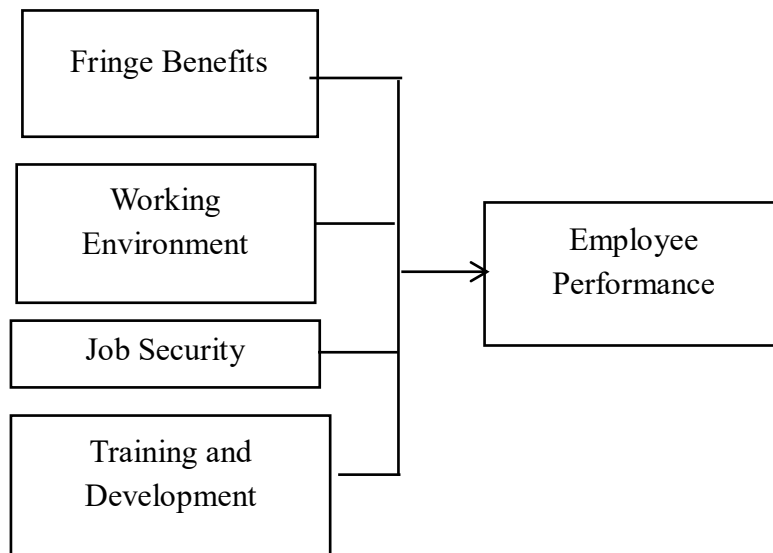 Fringe Benefits
Working
Environment
Job Security
Training and
Development
Employee
Performance